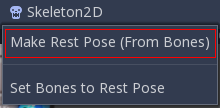 Skeleton2D
Make Rest Pose (From Bones)
Set Bones to Rest Pose